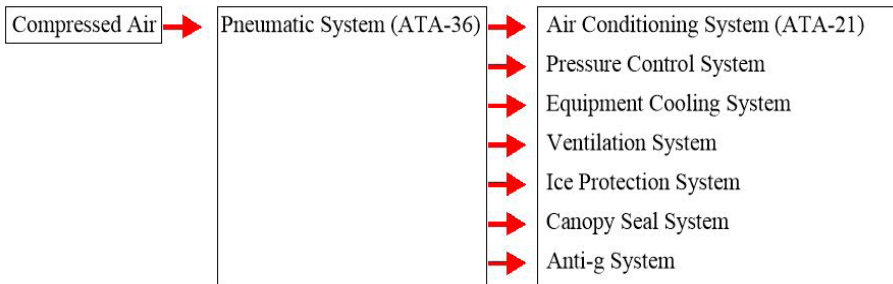 Compressed Air
Pneumatic System (ATA-36)
Air Conditioning System (ATA-21)
Pressure Control System
Equipment Cooling System
Ventilation System
Ice Protection System
Canopy Seal System
Anti-g System